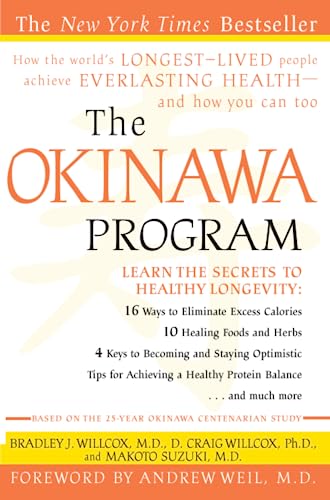 The New York Times Bestseller
How the world's LONGEST–LIVED people
achieve EVERLASTING HEALTH—
and how you can too
The
OKINAWA
PROGRAM
LEARN THE SECRETS TO
HEALTHY LONGEVITY:
16 Ways to Eliminate Excess Calories
10 Healing Foods and Herbs
4 Keys to Becoming and Staying Optimistic
Tips for Achieving a Healthy Protein Balance
. . . and much more
BASED ON THE 25-YEAR OKINAWA CENTENARIAN STUDY
BRADLEY J. WILLCOX, M.D., D. CRAIG WILLCOX, Ph.D.,
and MAKOTO SUZUKI, M.D.
FOREWORD BY ANDREW WEIL, M.D.